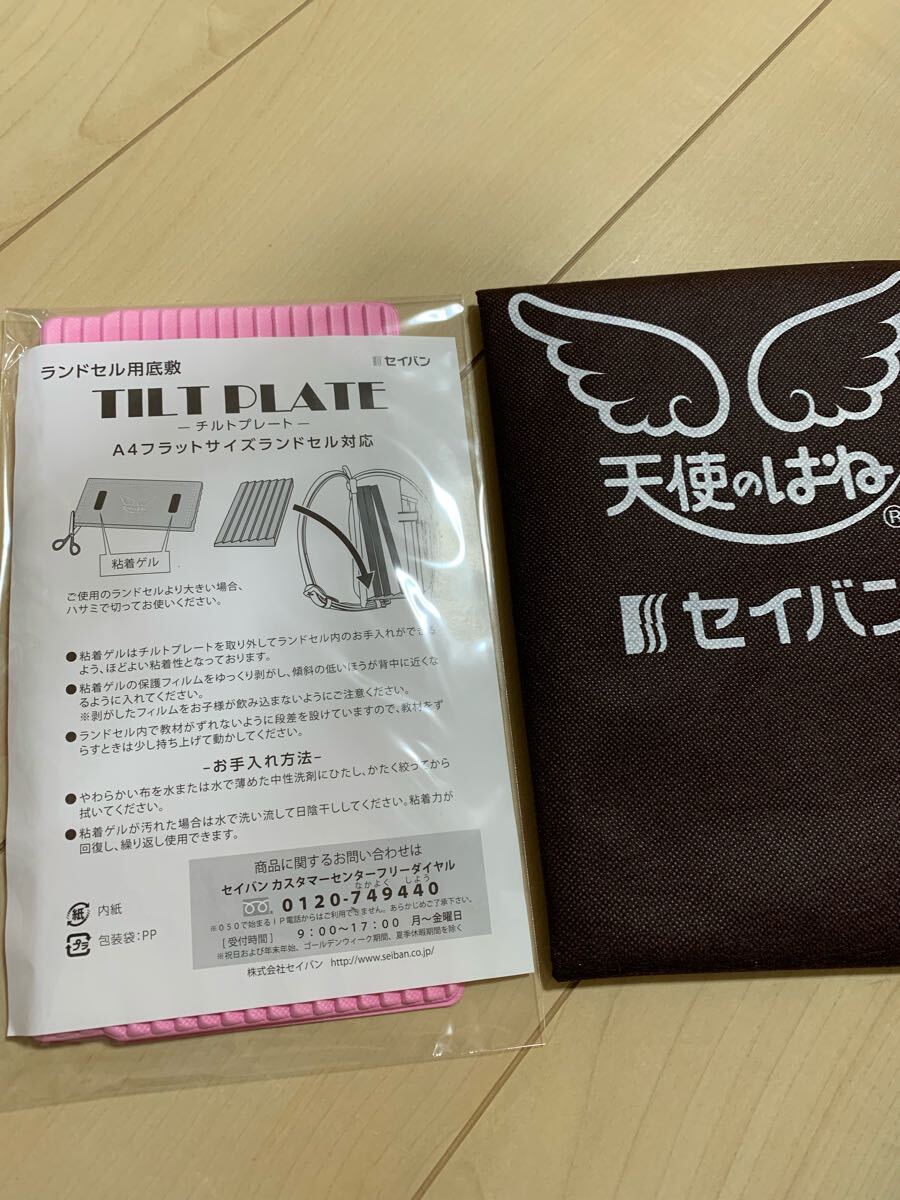 ランドセル用底敷
セイバン
TILT PLATE
―チルトプレート―
A4フラットサイズランドセル対応
粘着ゲル
ご使用のランドセルより大きい場合、
ハサミで切ってお使いください。
●粘着ゲルはチルトプレートを取り外してランドセル内のお手入れができる
よう、ほどよい粘着性となっております。
●粘着ゲルの保護フィルムをゆっくり剥がし、傾斜の低いほうが背中に近くな
るように入れてください。
※剥がしたフィルムをお子様が飲み込まないようにご注意ください。
●ランドセル内で教材がずれないように段差を設けていますので、教材をず
らすときは少し持ち上げて動かしてください。
–お手入れ方法–
●やわらかい布を水または水で薄めた中性洗剤にひたし、かたく絞ってから
拭いてください。
●粘着ゲルが汚れた場合は水で洗い流して日陰干ししてください。粘着力が
回復し、繰り返し使用できます。
商品に関するお問い合わせは
セイバン カスタマーセンターフリーダイヤル
なかよく しよう
0120-749440
※050で始まるIP電話からはご利用できません。あらかじめご了承下さい。
[受付時間] 9:00〜17:00 月〜金曜日
※祝日および年末年始、ゴールデンウィーク期間、夏季休暇期間を除く
株式会社セイバン http://www.seiban.co.jp/
紙 内紙
プラ 包装袋:PP
天使のはね®
セイバン